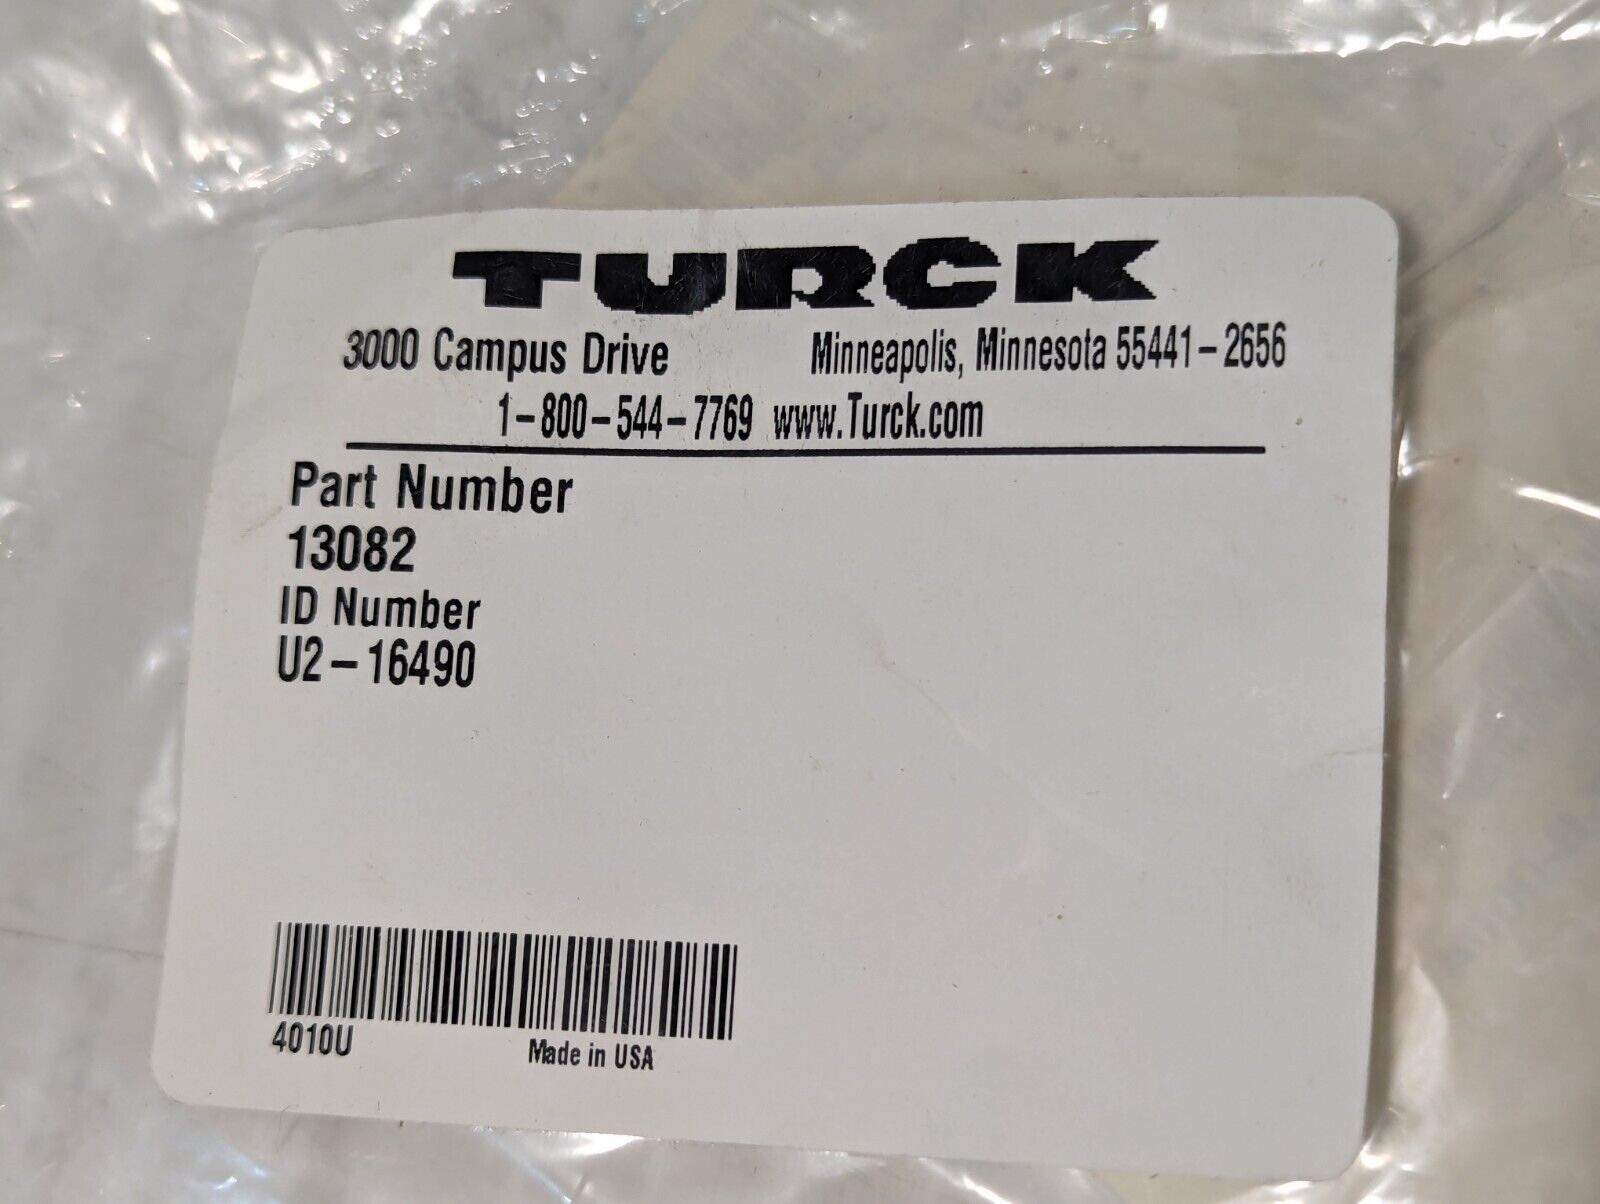 TURCK
3000 Campus Drive Minneapolis, Minnesota 55441-2656
1-800-544-7769 www.Turck.com
Part Number
13082
ID Number
U2-16490
4010U Made in USA